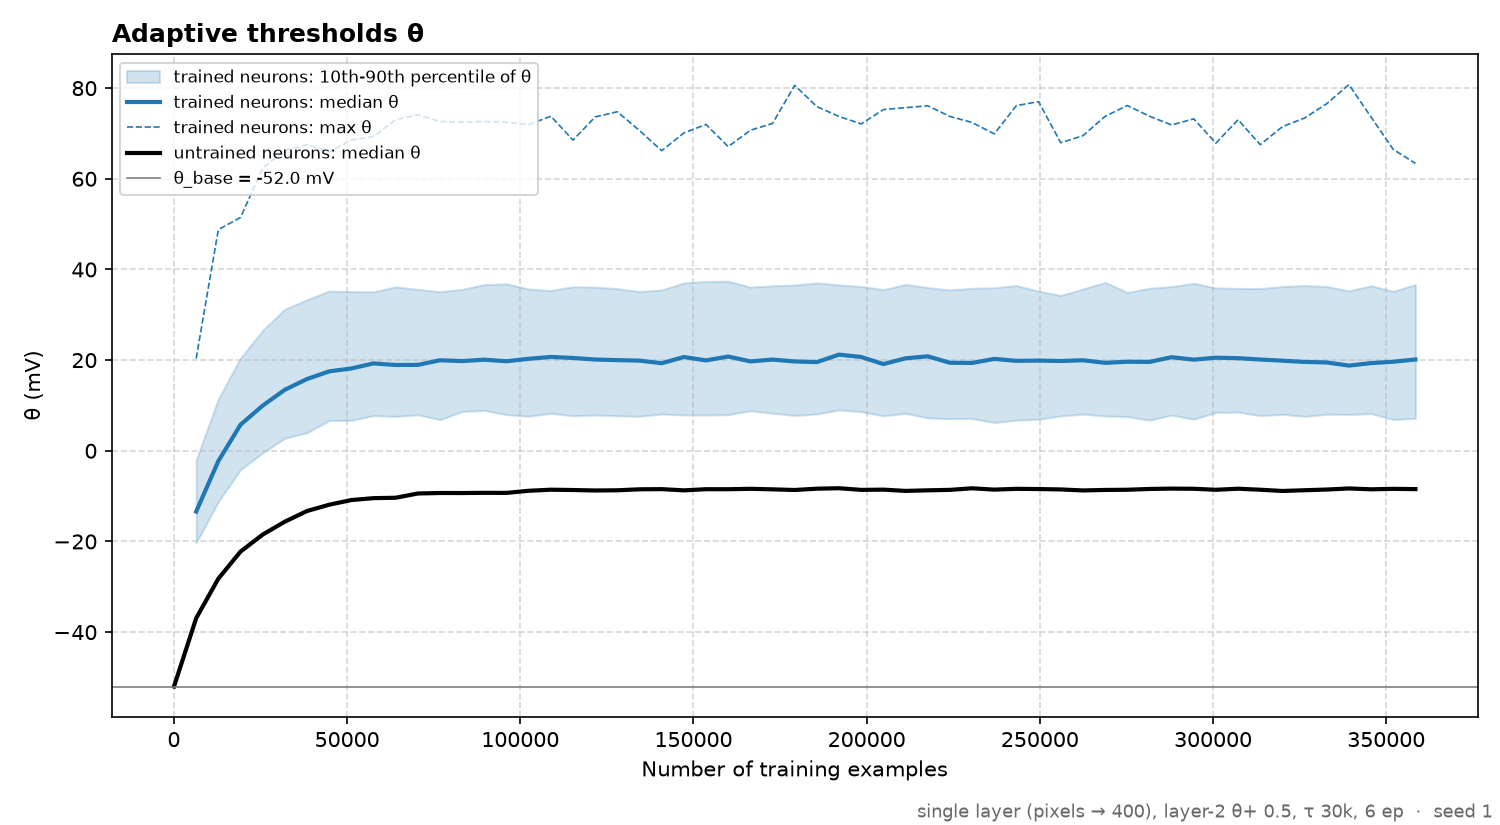 Adaptive thresholds θ
trained neurons: 10th-90th percentile of θ
trained neurons: median θ
trained neurons: max θ
untrained neurons: median θ
θ_base = -52.0 mV
80
60
40
20
0
−20
−40
θ (mV)
0 50000 100000 150000 200000 250000 300000 350000
Number of training examples
single layer (pixels → 400), layer-2 θ+ 0.5, τ 30k, 6 ep · seed 1